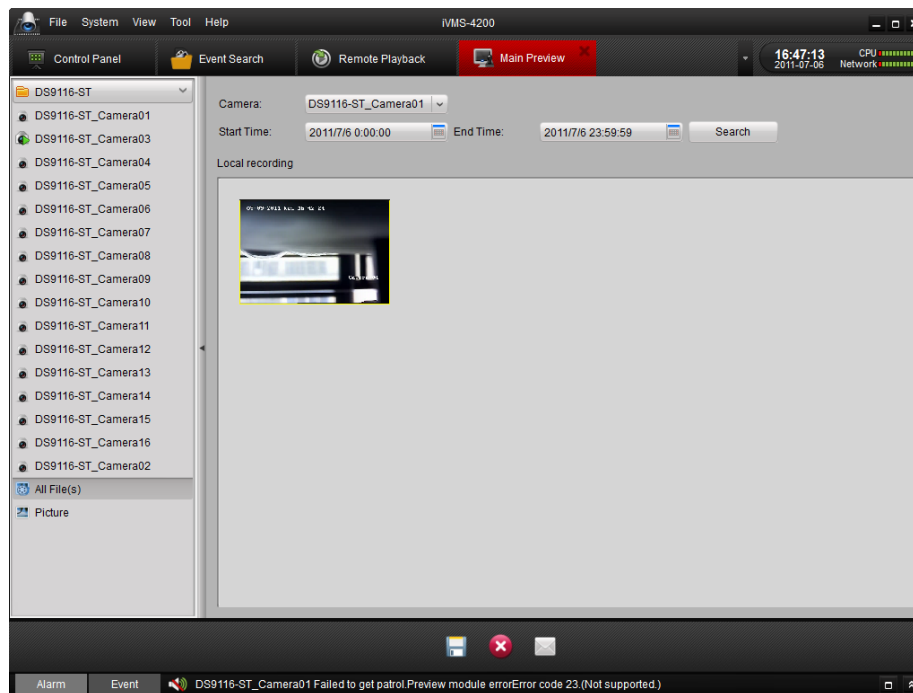 File System View Tool Help iVMS-4200
Control Panel Event Search Remote Playback Main Preview 16:47:13 CPU
2011-07-06 Network
DS9116-ST
DS9116-ST_Camera01
DS9116-ST_Camera03
DS9116-ST_Camera04
DS9116-ST_Camera05
DS9116-ST_Camera06
DS9116-ST_Camera07
DS9116-ST_Camera08
DS9116-ST_Camera09
DS9116-ST_Camera10
DS9116-ST_Camera11
DS9116-ST_Camera12
DS9116-ST_Camera13
DS9116-ST_Camera14
DS9116-ST_Camera15
DS9116-ST_Camera16
DS9116-ST_Camera02
All File(s)
Picture
Camera: DS9116-ST_Camera01
Start Time: 2011/7/6 0:00:00 End Time: 2011/7/6 23:59:59 Search
Local recording
Alarm Event DS9116-ST_Camera01 Failed to get patrol.Preview module errorError code 23.(Not supported.)